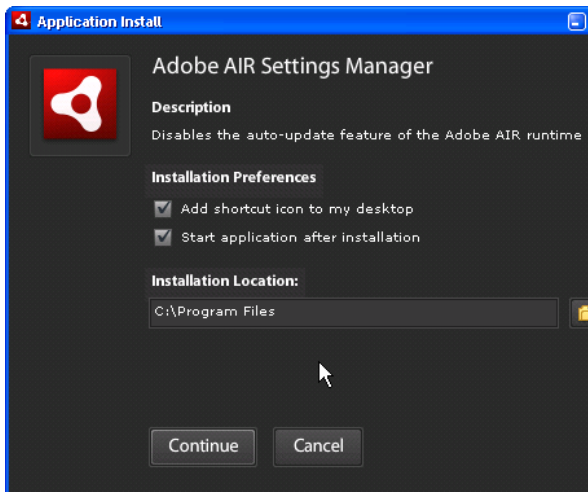 Application Install
Adobe AIR Settings Manager
Description
Disables the auto-update feature of the Adobe AIR runtime
Installation Preferences
Add shortcut icon to my desktop
Start application after installation
Installation Location:
C:\Program Files
Continue
Cancel